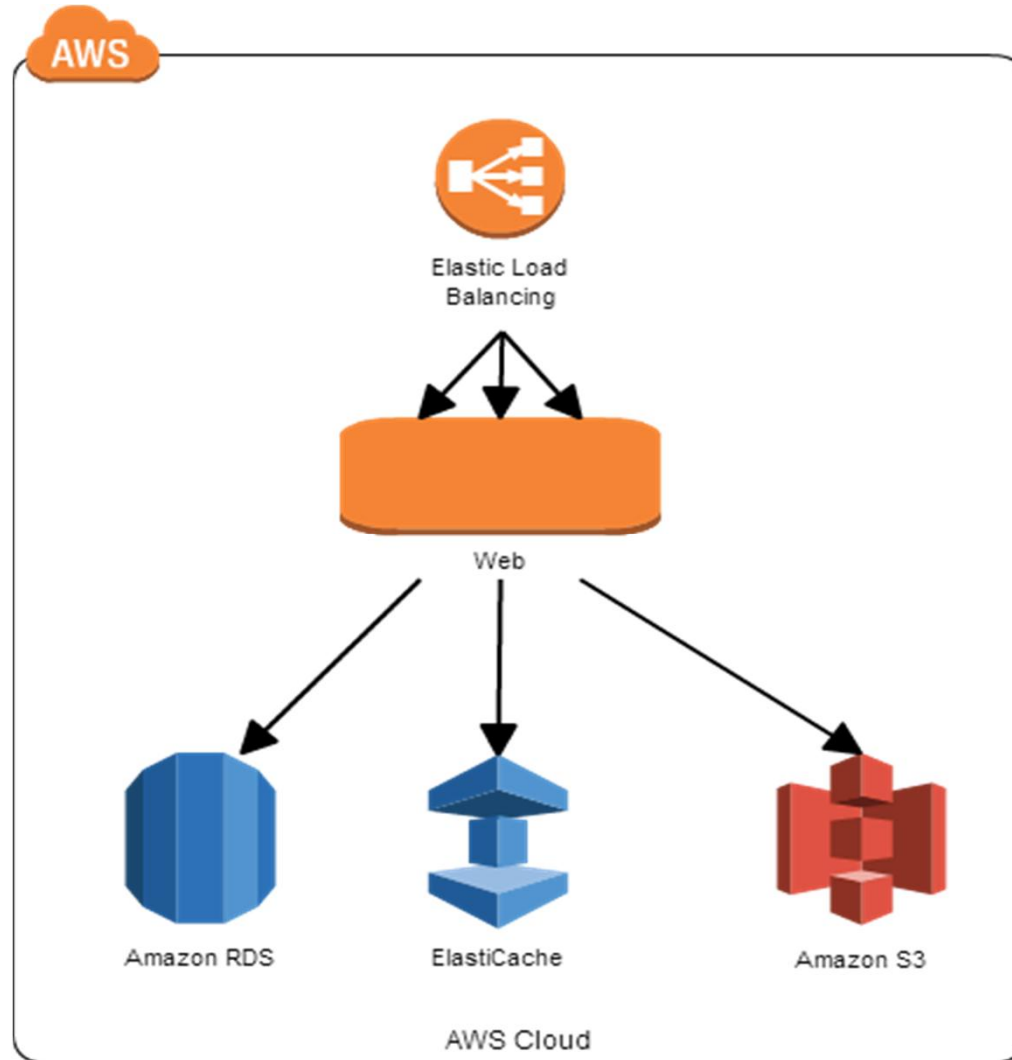 AWS
Elastic Load
Balancing
Web
Amazon RDS
ElastiCache
Amazon S3
AWS Cloud